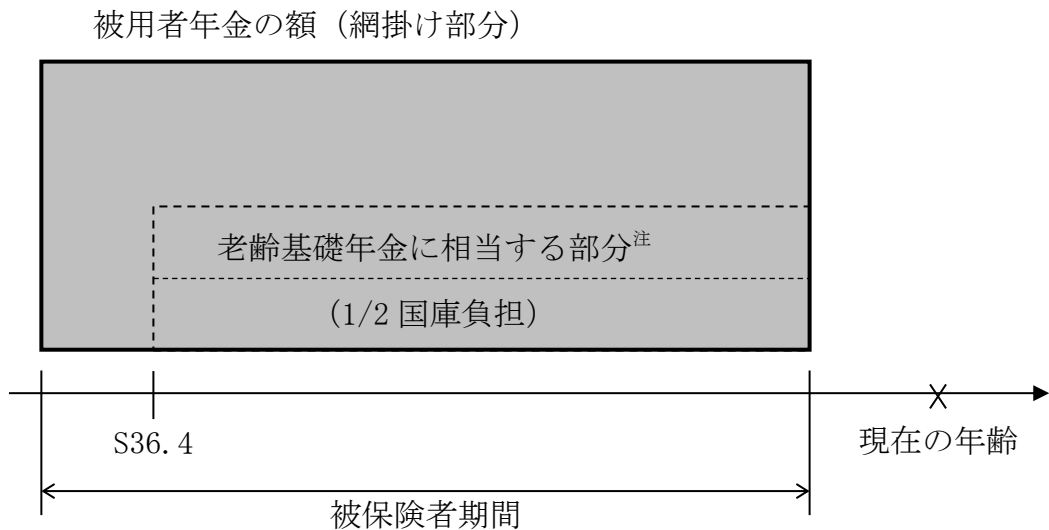 被用者年金の額（網掛け部分）
老齢基礎年金に相当する部分注
（1/2 国庫負担）
S36.4
現在の年齢
被保険者期間